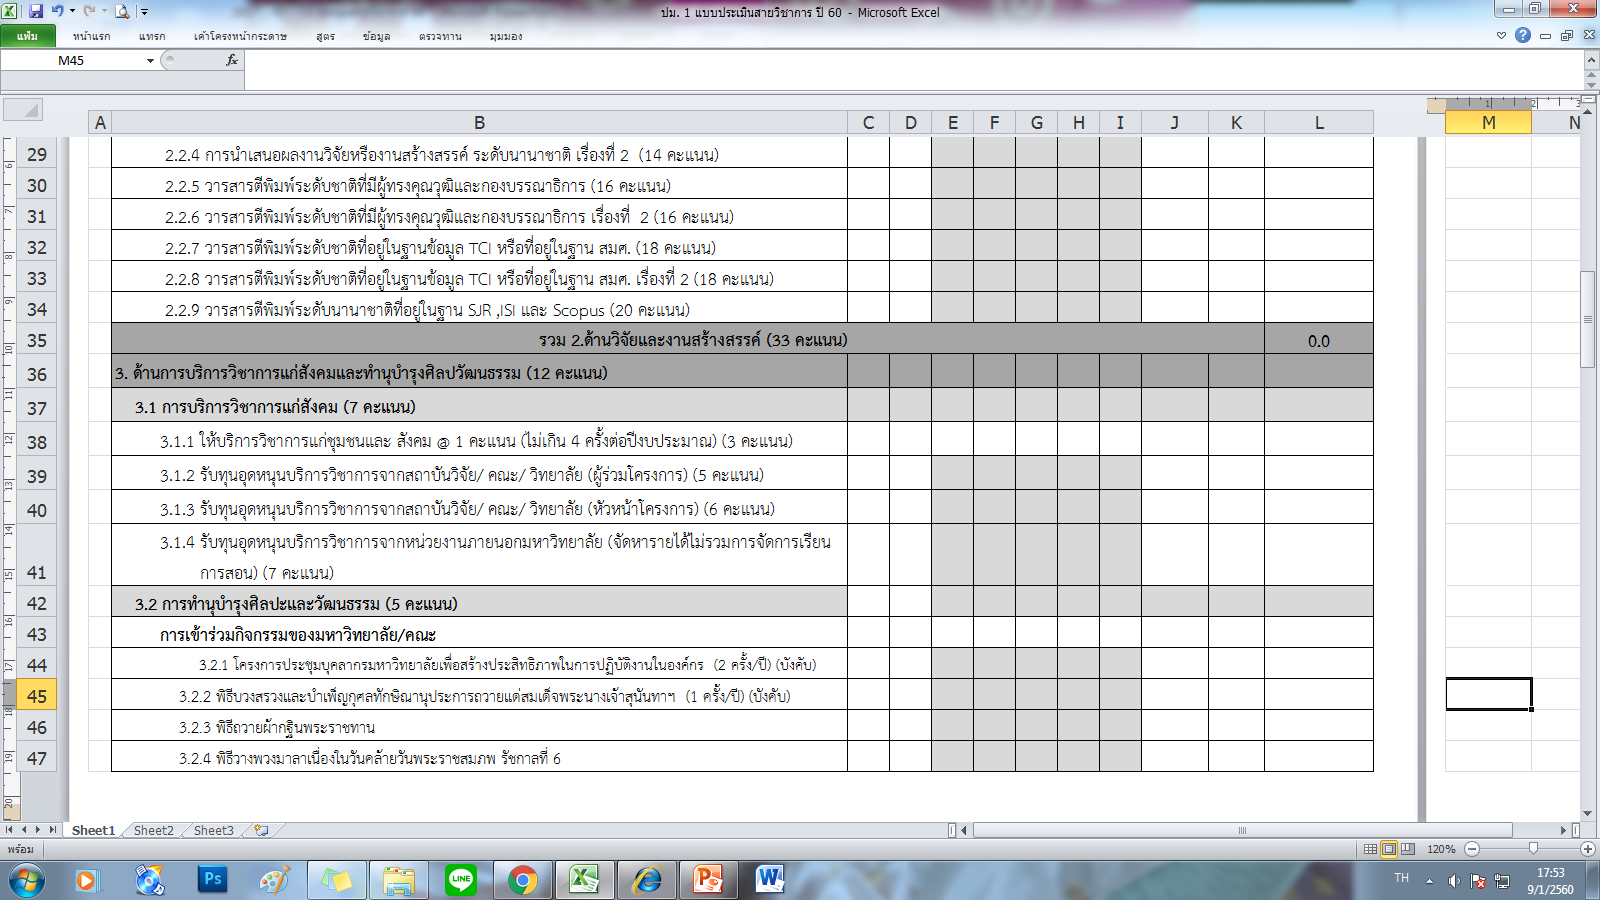 ปม. 1 แบบประเมินสายวิชาการ ปี 60 - Microsoft Excel
แฟ้ม หน้าแรก แทรก เค้าโครงหน้ากระดาษ สูตร ข้อมูล ตรวจทาน มุมมอง
M45 fx
A B C D E F G H I J K L M N
29 2.2.4 การนำเสนอผลงานวิจัยหรืองานสร้างสรรค์ ระดับนานาชาติ เรื่องที่ 2 (14 คะแนน)
30 2.2.5 วารสารตีพิมพ์ระดับชาติที่มีผู้ทรงคุณวุฒิและกองบรรณาธิการ (16 คะแนน)
31 2.2.6 วารสารตีพิมพ์ระดับชาติที่มีผู้ทรงคุณวุฒิและกองบรรณาธิการ เรื่องที่ 2 (16 คะแนน)
32 2.2.7 วารสารตีพิมพ์ระดับชาติที่อยู่ในฐานข้อมูล TCI หรือที่อยู่ในฐาน สมศ. (18 คะแนน)
33 2.2.8 วารสารตีพิมพ์ระดับชาติที่อยู่ในฐานข้อมูล TCI หรือที่อยู่ในฐาน สมศ. เรื่องที่ 2 (18 คะแนน)
34 2.2.9 วารสารตีพิมพ์ระดับนานาชาติที่อยู่ในฐาน SJR ,ISI และ Scopus (20 คะแนน)
35 รวม 2.ด้านวิจัยและงานสร้างสรรค์ (33 คะแนน) 0.0
36 3. ด้านการบริการวิชาการแก่สังคมและทำนุบำรุงศิลปวัฒนธรรม (12 คะแนน)
37 3.1 การบริการวิชาการแก่สังคม (7 คะแนน)
38 3.1.1 ให้บริการวิชาการแก่ชุมชนและ สังคม @ 1 คะแนน (ไม่เกิน 4 ครั้งต่อปีงบประมาณ) (3 คะแนน)
39 3.1.2 รับทุนอุดหนุนบริการวิชาการจากสถาบันวิจัย/ คณะ/ วิทยาลัย (ผู้ร่วมโครงการ) (5 คะแนน)
40 3.1.3 รับทุนอุดหนุนบริการวิชาการจากสถาบันวิจัย/ คณะ/ วิทยาลัย (หัวหน้าโครงการ) (6 คะแนน)
3.1.4 รับทุนอุดหนุนบริการวิชาการจากหน่วยงานภายนอกมหาวิทยาลัย (จัดหารายได้ไม่รวมการจัดการเรียน
41 การสอน) (7 คะแนน)
42 3.2 การทำนุบำรุงศิลปะและวัฒนธรรม (5 คะแนน)
43 การเข้าร่วมกิจกรรมของมหาวิทยาลัย/คณะ
44 3.2.1 โครงการประชุมบุคลากรมหาวิทยาลัยเพื่อสร้างประสิทธิภาพในการปฏิบัติงานในองค์กร (2 ครั้ง/ปี) (บังคับ)
45 3.2.2 พิธีบวงสรวงและบำเพ็ญกุศลทักษิณานุประการถวายแด่สมเด็จพระนางเจ้าสุนันทาฯ (1 ครั้ง/ปี) (บังคับ)
46 3.2.3 พิธีถวายผ้ากฐินพระราชทาน
47 3.2.4 พิธีวางพวงมาลาเนื่องในวันคล้ายวันพระราชสมภพ รัชกาลที่ 6
Sheet1 Sheet2 Sheet3
พร้อม 120%
Ps LINE TH 17:53
9/1/2560